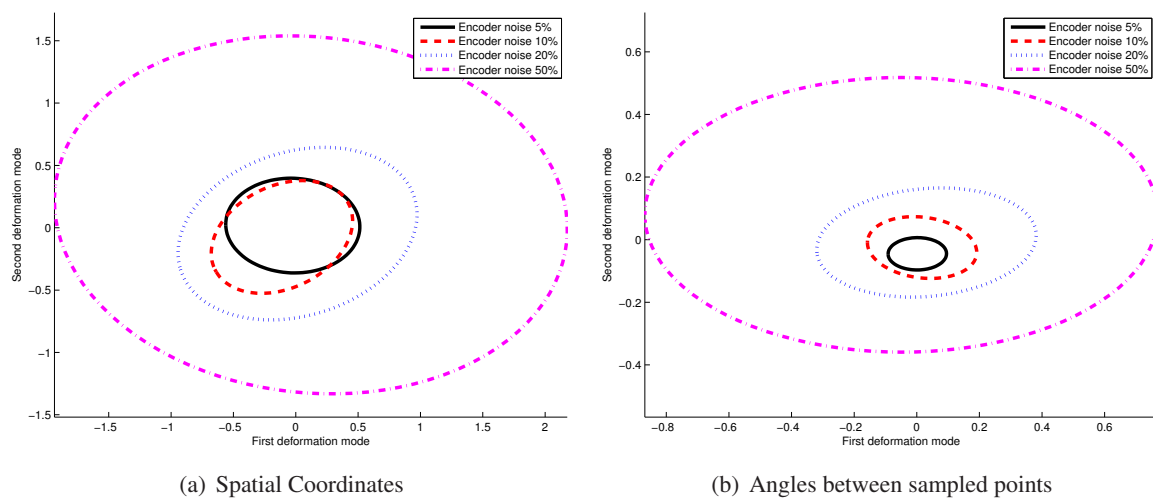 1.5
1
0.5
0
−0.5
−1
−1.5
Second deformation mode
−1.5 −1 −0.5 0 0.5 1 1.5 2
First deformation mode
Encoder noise 5%
Encoder noise 10%
Encoder noise 20%
Encoder noise 50%
(a) Spatial Coordinates
0.6
0.4
0.2
0
−0.2
−0.4
Second deformation mode
−0.8 −0.6 −0.4 −0.2 0 0.2 0.4 0.6
First deformation mode
Encoder noise 5%
Encoder noise 10%
Encoder noise 20%
Encoder noise 50%
(b) Angles between sampled points